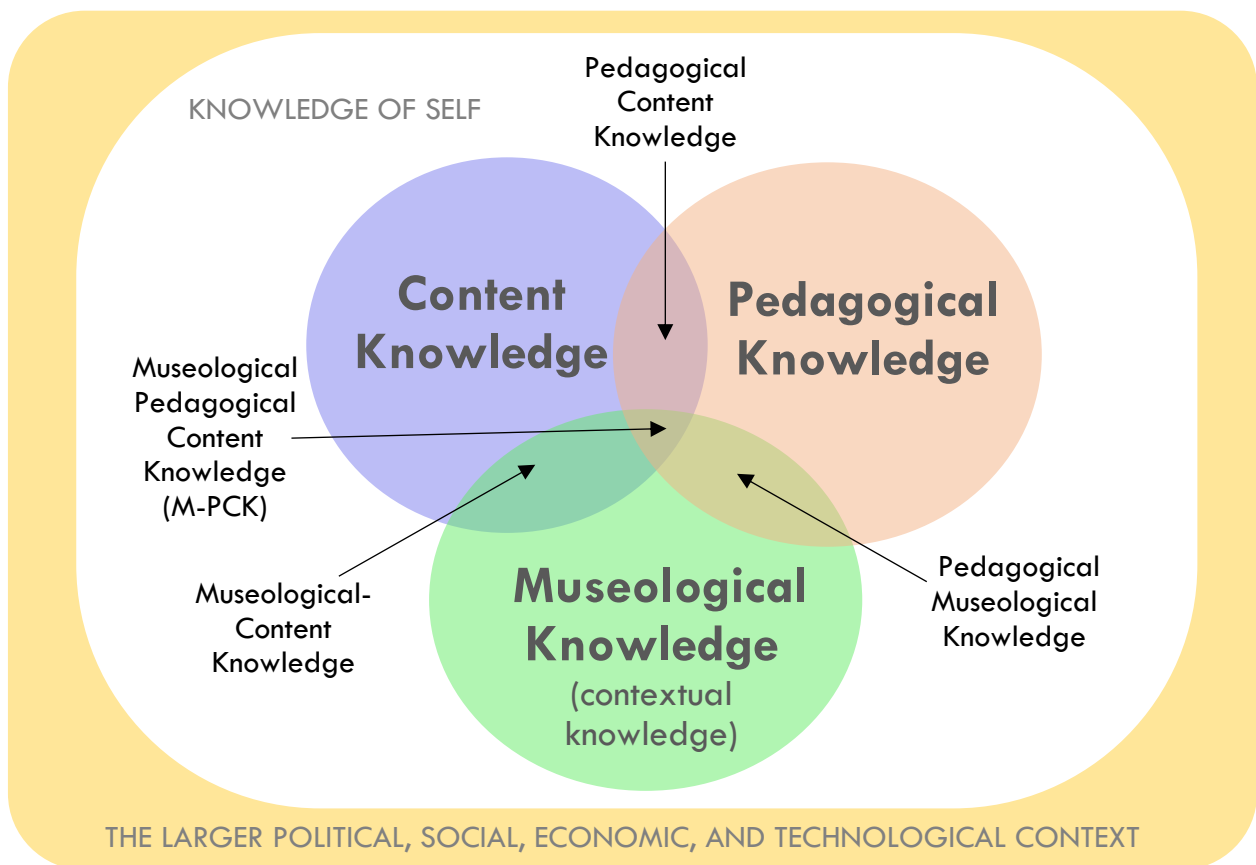 Pedagogical
Content
Knowledge
KNOWLEDGE OF SELF
Content
Knowledge
Pedagogical
Knowledge
Museological
Pedagogical
Content
Knowledge
(M-PCK)
Museological-
Content
Knowledge
Museological
Knowledge
(contextual
knowledge)
Pedagogical
Museological
Knowledge
THE LARGER POLITICAL, SOCIAL, ECONOMIC, AND TECHNOLOGICAL CONTEXT